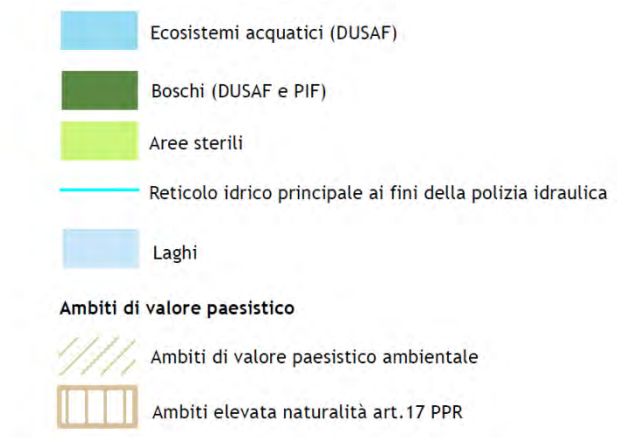 Ecosistemi acquatici (DUSAF)
Boschi (DUSAF e PIF)
Aree sterili
Reticolo idrico principale ai fini della polizia idraulica
Laghi
Ambiti di valore paesistico
Ambiti di valore paesistico ambientale
Ambiti elevata naturalità art.17 PPR